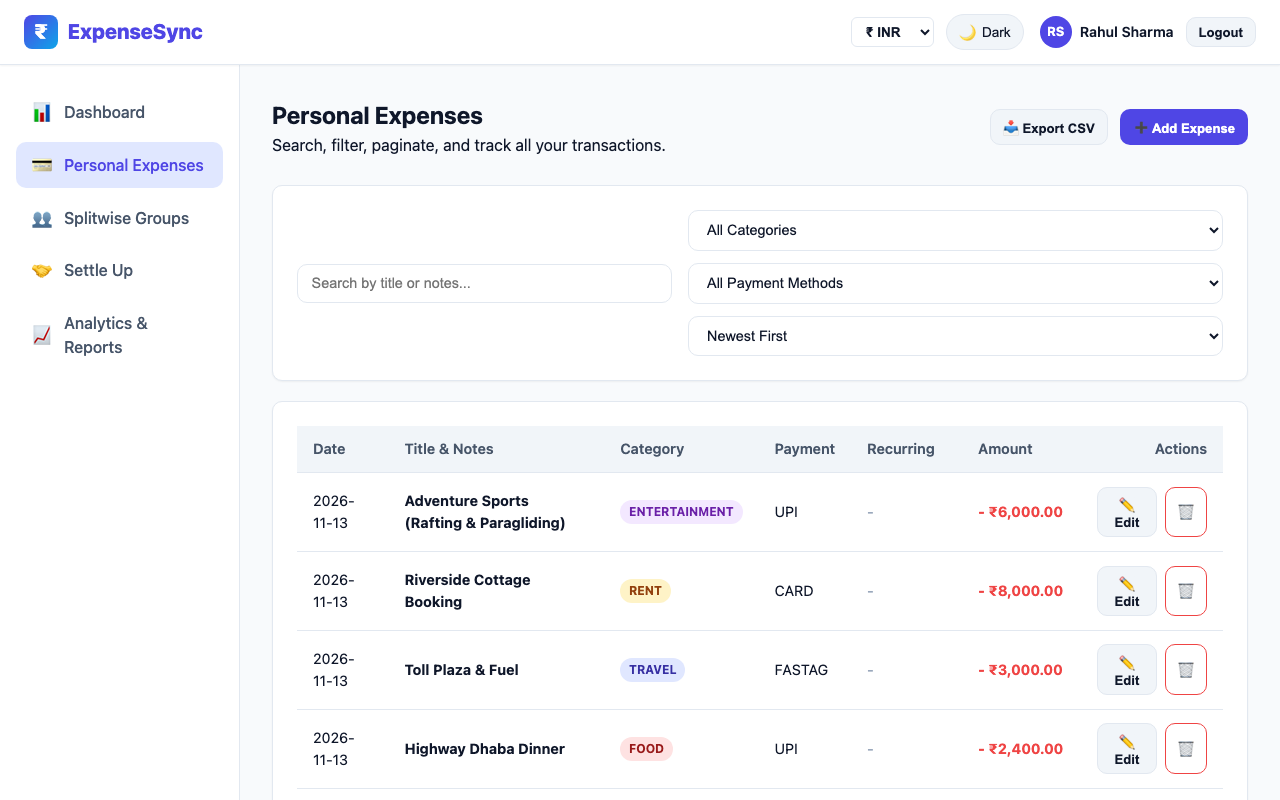 ₹ ExpenseSync
₹ INR
Dark
RS Rahul Sharma
Logout
Dashboard
Personal Expenses
Splitwise Groups
Settle Up
Analytics &
Reports
Personal Expenses
Search, filter, paginate, and track all your transactions.
Export CSV
Add Expense
Search by title or notes...
All Categories
All Payment Methods
Newest First
Date Title & Notes Category Payment Recurring Amount Actions
2026-
11-13
Adventure Sports
(Rafting & Paragliding)
ENTERTAINMENT UPI - - ₹6,000.00
Edit
2026-
11-13
Riverside Cottage
Booking
RENT CARD - - ₹8,000.00
Edit
2026-
11-13
Toll Plaza & Fuel TRAVEL FASTAG - - ₹3,000.00
Edit
2026-
11-13
Highway Dhaba Dinner FOOD UPI - - ₹2,400.00
Edit